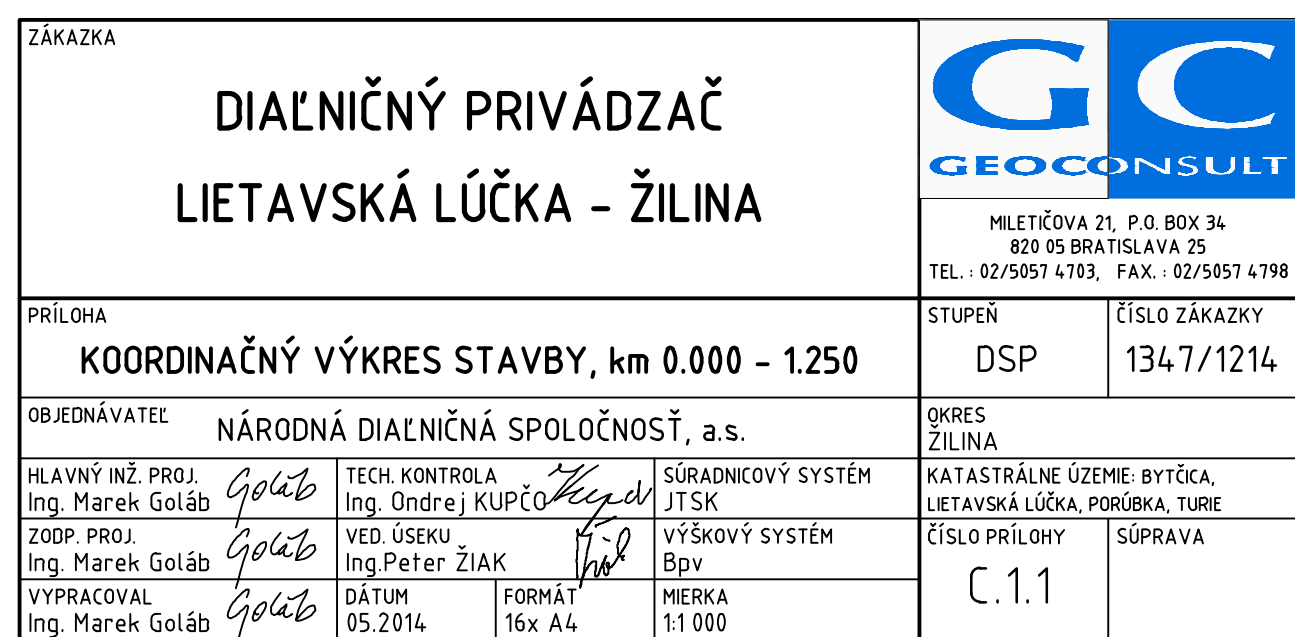 ZÁKAZKA
DIAĽNIČNÝ PRIVÁDZAČ
LIETAVSKÁ LÚČKA - ŽILINA
GC
GEOCONSULT
MILETIČOVA 21, P.O. BOX 34
820 05 BRATISLAVA 25
TEL. : 02/5057 4703, FAX. : 02/5057 4798
PRÍLOHA
KOORDINAČNÝ VÝKRES STAVBY, km 0.000 - 1.250
STUPEŇ
DSP
ČÍSLO ZÁKAZKY
1347/1214
OBJEDNÁVATEĽ
NÁRODNÁ DIAĽNIČNÁ SPOLOČNOSŤ, a.s.
OKRES
ŽILINA
HLAVNÝ INŽ. PROJ.
Ing. Marek Goláb
Goláb
TECH. KONTROLA
Ing. Ondrej KUPČO
SÚRADNICOVÝ SYSTÉM
JTSK
KATASTRÁLNE ÚZEMIE: BYTČICA,
LIETAVSKÁ LÚČKA, PORÚBKA, TURIE
ZODP. PROJ.
Ing. Marek Goláb
Goláb
VED. ÚSEKU
Ing.Peter ŽIAK
VÝŠKOVÝ SYSTÉM
Bpv
ČÍSLO PRÍLOHY
C.1.1
SÚPRAVA
VYPRACOVAL
Ing. Marek Goláb
Goláb
DÁTUM
05.2014
FORMÁT
16x A4
MIERKA
1:1 000